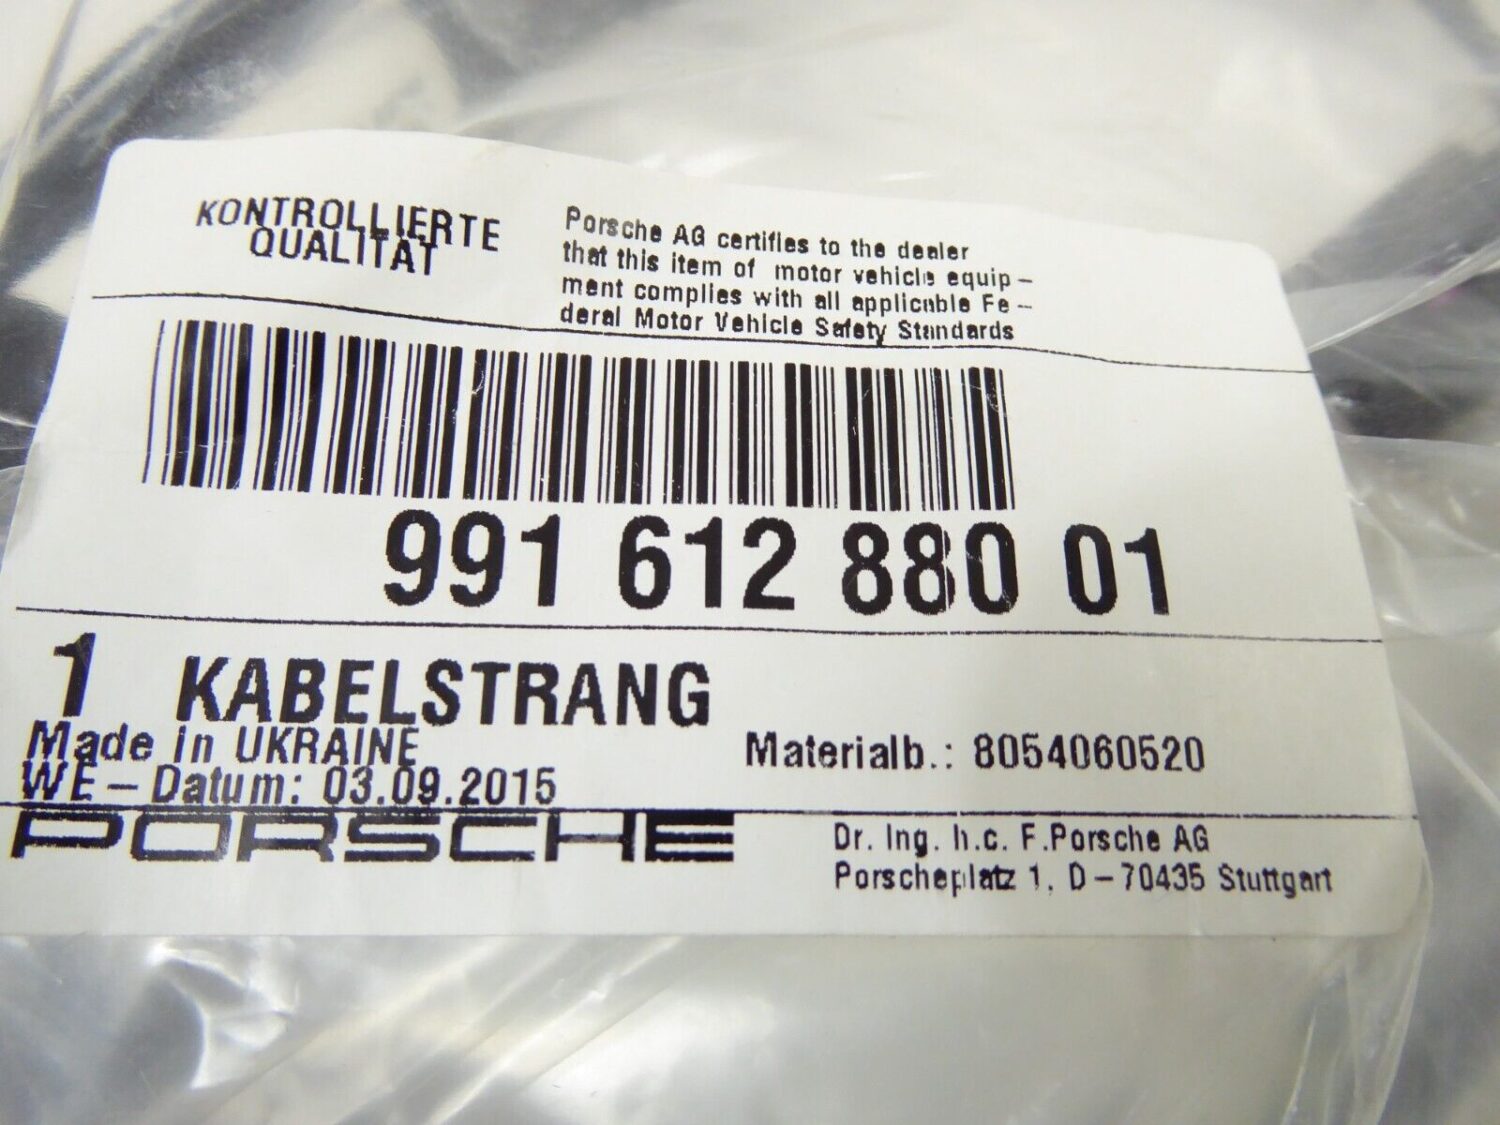 KONTROLLIERTE
QUALITÄT
Porsche AG certifies to the dealer
that this item of motor vehicle equip-
ment complies with all applicable Fe-
deral Motor Vehicle Safety Standards
991 612 880 01
1 KABELSTRANG
Made in UKRAINE
WE-Datum: 03.09.2015
Materialb.: 8054060520
PORSCHE
Dr. Ing. h.c. F.Porsche AG
Porscheplatz 1, D-70435 Stuttgart